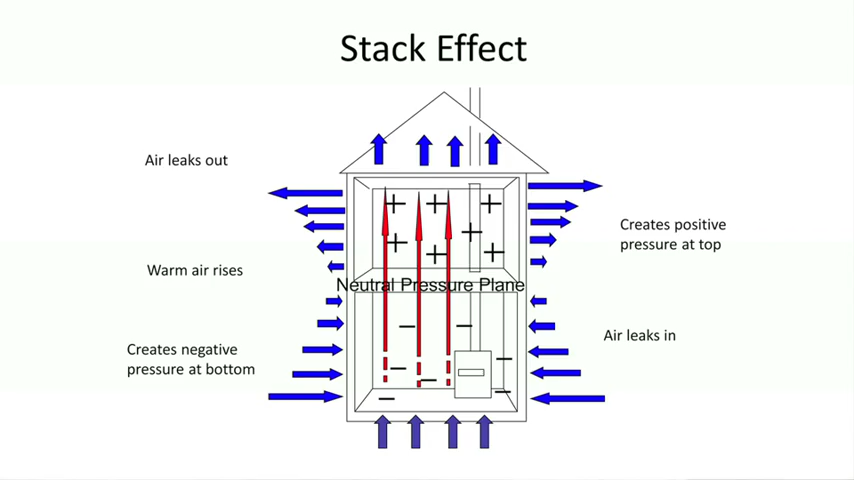 Stack Effect
Air leaks out
Creates positive
pressure at top
Warm air rises
Neutral Pressure Plane
Air leaks in
Creates negative
pressure at bottom